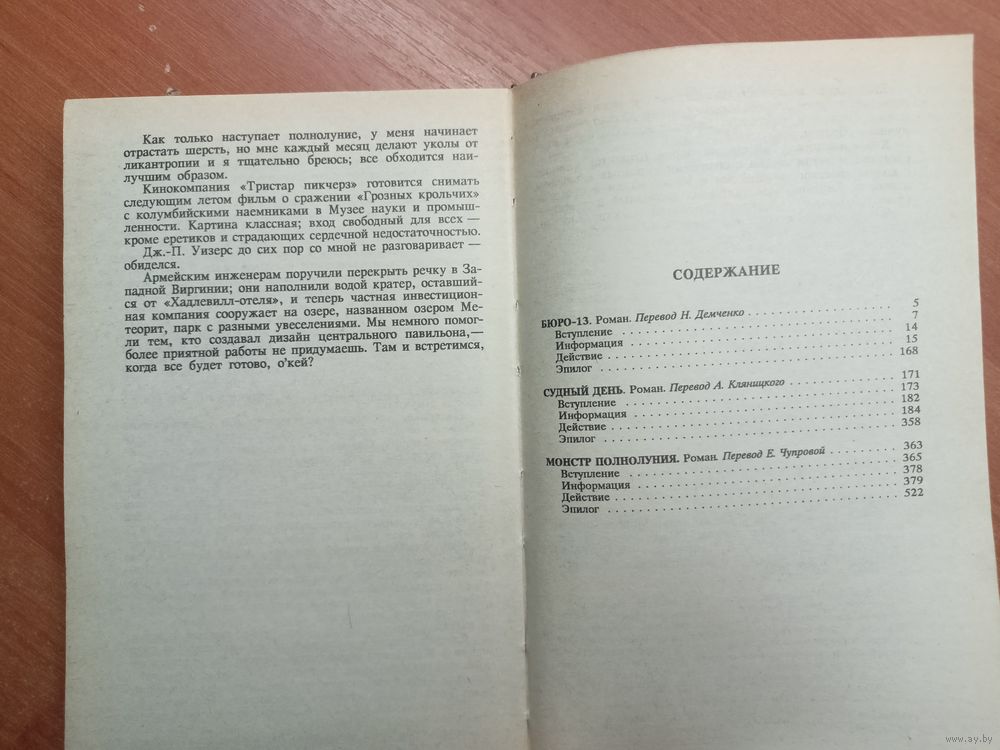 Как только наступает полнолуние, у меня начинает
отрастать шерсть, но мне каждый месяц делают уколы от
ликантропии и я тщательно бреюсь; все обходится наи-
лучшим образом.
Кинокомпания «Тристар пикчерз» готовится снимать
следующим летом фильм о сражении «Грозных крольчих»
с колумбийскими наемниками в Музее науки и промыш-
ленности. Картина классная; вход свободный для всех —
кроме еретиков и страдающих сердечной недостаточностью.
Дж.-П. Уизерс до сих пор со мной не разговаривает —
обиделся.
Армейским инженерам поручили перекрыть речку в За-
падной Виргинии; они наполнили водой кратер, оставшийся
от «Хадлевилл-отеля», и теперь частная инвестицион-
ная компания сооружает на озере, названном озером Ме-
теорит, парк с разными увеселениями. Мы немного помог-
ли тем, кто создавал дизайн центрального павильона,—
более приятной работы не придумаешь. Там и встретимся,
когда все будет готово, о'кей?
СОДЕРЖАНИЕ
БЮРО-13. Роман. Перевод Н. Демченко . . . . . . . . . . . . . . 5
Вступление . . . . . . . . . . . . . . . . . . . . . . . . . . . . 7
Информация . . . . . . . . . . . . . . . . . . . . . . . . . . . 14
Действие . . . . . . . . . . . . . . . . . . . . . . . . . . . . 15
Эпилог . . . . . . . . . . . . . . . . . . . . . . . . . . . . 168
СУДНЫЙ ДЕНЬ. Роман. Перевод А. Кляницкого . . . . . . . . . . 171
Вступление . . . . . . . . . . . . . . . . . . . . . . . . . . 173
Информация . . . . . . . . . . . . . . . . . . . . . . . . . . 182
Действие . . . . . . . . . . . . . . . . . . . . . . . . . . . 184
Эпилог . . . . . . . . . . . . . . . . . . . . . . . . . . . . 358
МОНСТР ПОЛНОЛУНИЯ. Роман. Перевод Е. Чупровой . . . . . . . 363
Вступление . . . . . . . . . . . . . . . . . . . . . . . . . . 365
Информация . . . . . . . . . . . . . . . . . . . . . . . . . . 378
Действие . . . . . . . . . . . . . . . . . . . . . . . . . . . 379
Эпилог . . . . . . . . . . . . . . . . . . . . . . . . . . . . 522
© www.ay.by